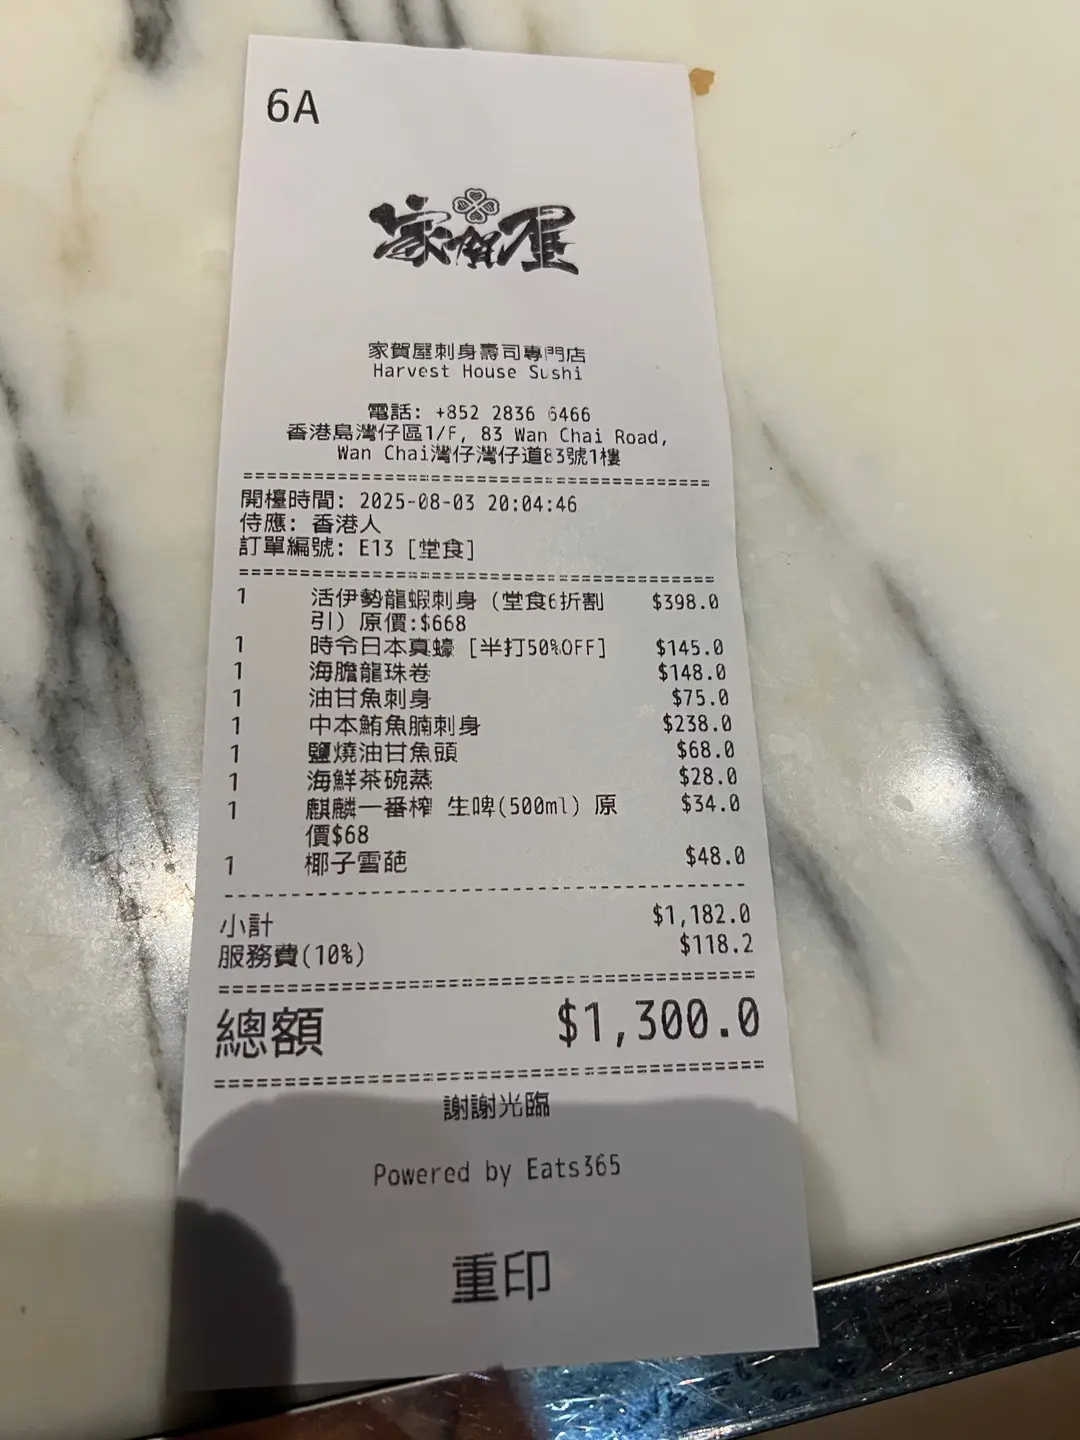 6A
家賀屋
家賀屋刺身壽司專門店
Harvest House Sushi
電話: +852 2836 6466
香港島灣仔區1/F, 83 Wan Chai Road,
Wan Chai灣仔灣仔道83號1樓
開檯時間: 2025-08-03 20:04:46
侍應: 香港人
訂單編號: E13 [堂食]
1 活伊勢龍蝦刺身 (堂食6折割 $398.0
引) 原價:$668
1 時令日本真蠔 [半打50%OFF] $145.0
1 海膽龍珠卷 $148.0
1 油甘魚刺身 $75.0
1 中本鮪魚腩刺身 $238.0
1 鹽燒油甘魚頭 $68.0
1 海鮮茶碗蒸 $28.0
1 麒麟一番榨 生啤(500ml) 原 $34.0
價$68
1 椰子雪葩 $48.0
小計 $1,182.0
服務費(10%) $118.2
總額 $1,300.0
謝謝光臨
Powered by Eats365
重印